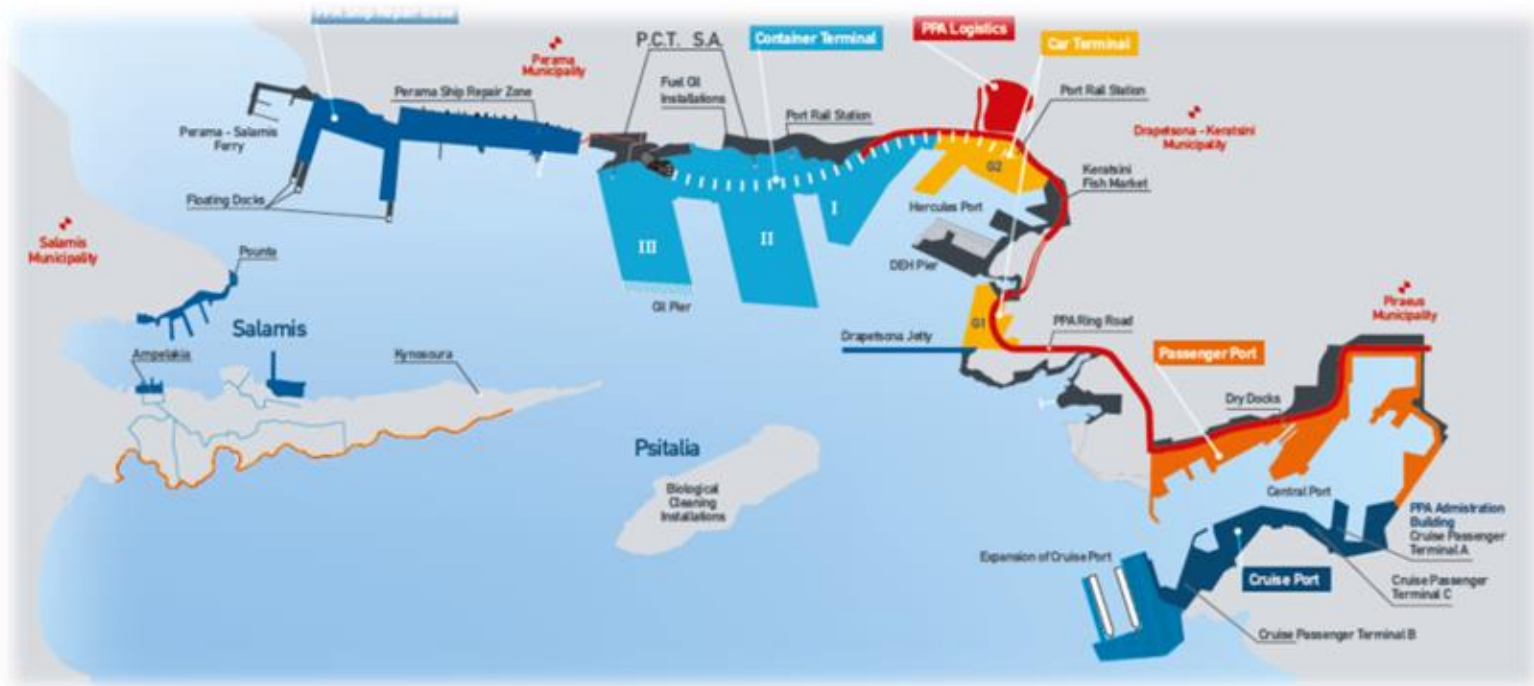 PPA Logistics
P.C.T. S.A.
Container Terminal
Car Terminal
Perama
Municipality
Fuel Oil
Installations
Perama Ship Repair Zone
Port Rail Station
Port Rail Station
Perama - Salamis
Ferry
Drapetsona - Keratsini
Municipality
G2
Keratsini
Fish Market
Floating Docks
Hercules Port
I
II
III
Salamis
Municipality
Pounta
DEH Pier
Oil Pier
Piraeus
Municipality
G1
PPA Ring Road
Salamis
Drapetsona Jetty
Ampelakia
Kynosoura
Passenger Port
Dry Docks
Psitalia
Biological
Cleaning
Installations
Central Port
PPA Admistration
Building
Cruise Passenger
Terminal A
Expansion of Cruise Port
Cruise Port
Cruise Passenger
Terminal C
Cruise Passenger Terminal B